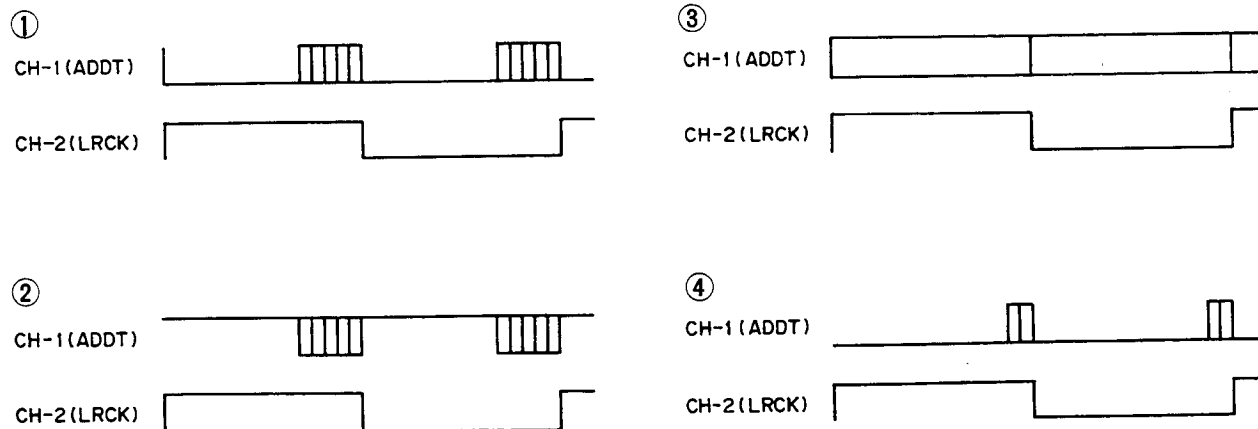 ①
CH-1(ADDT)
CH-2(LRCK)
②
CH-1(ADDT)
CH-2(LRCK)
③
CH-1(ADDT)
CH-2(LRCK)
④
CH-1(ADDT)
CH-2(LRCK)